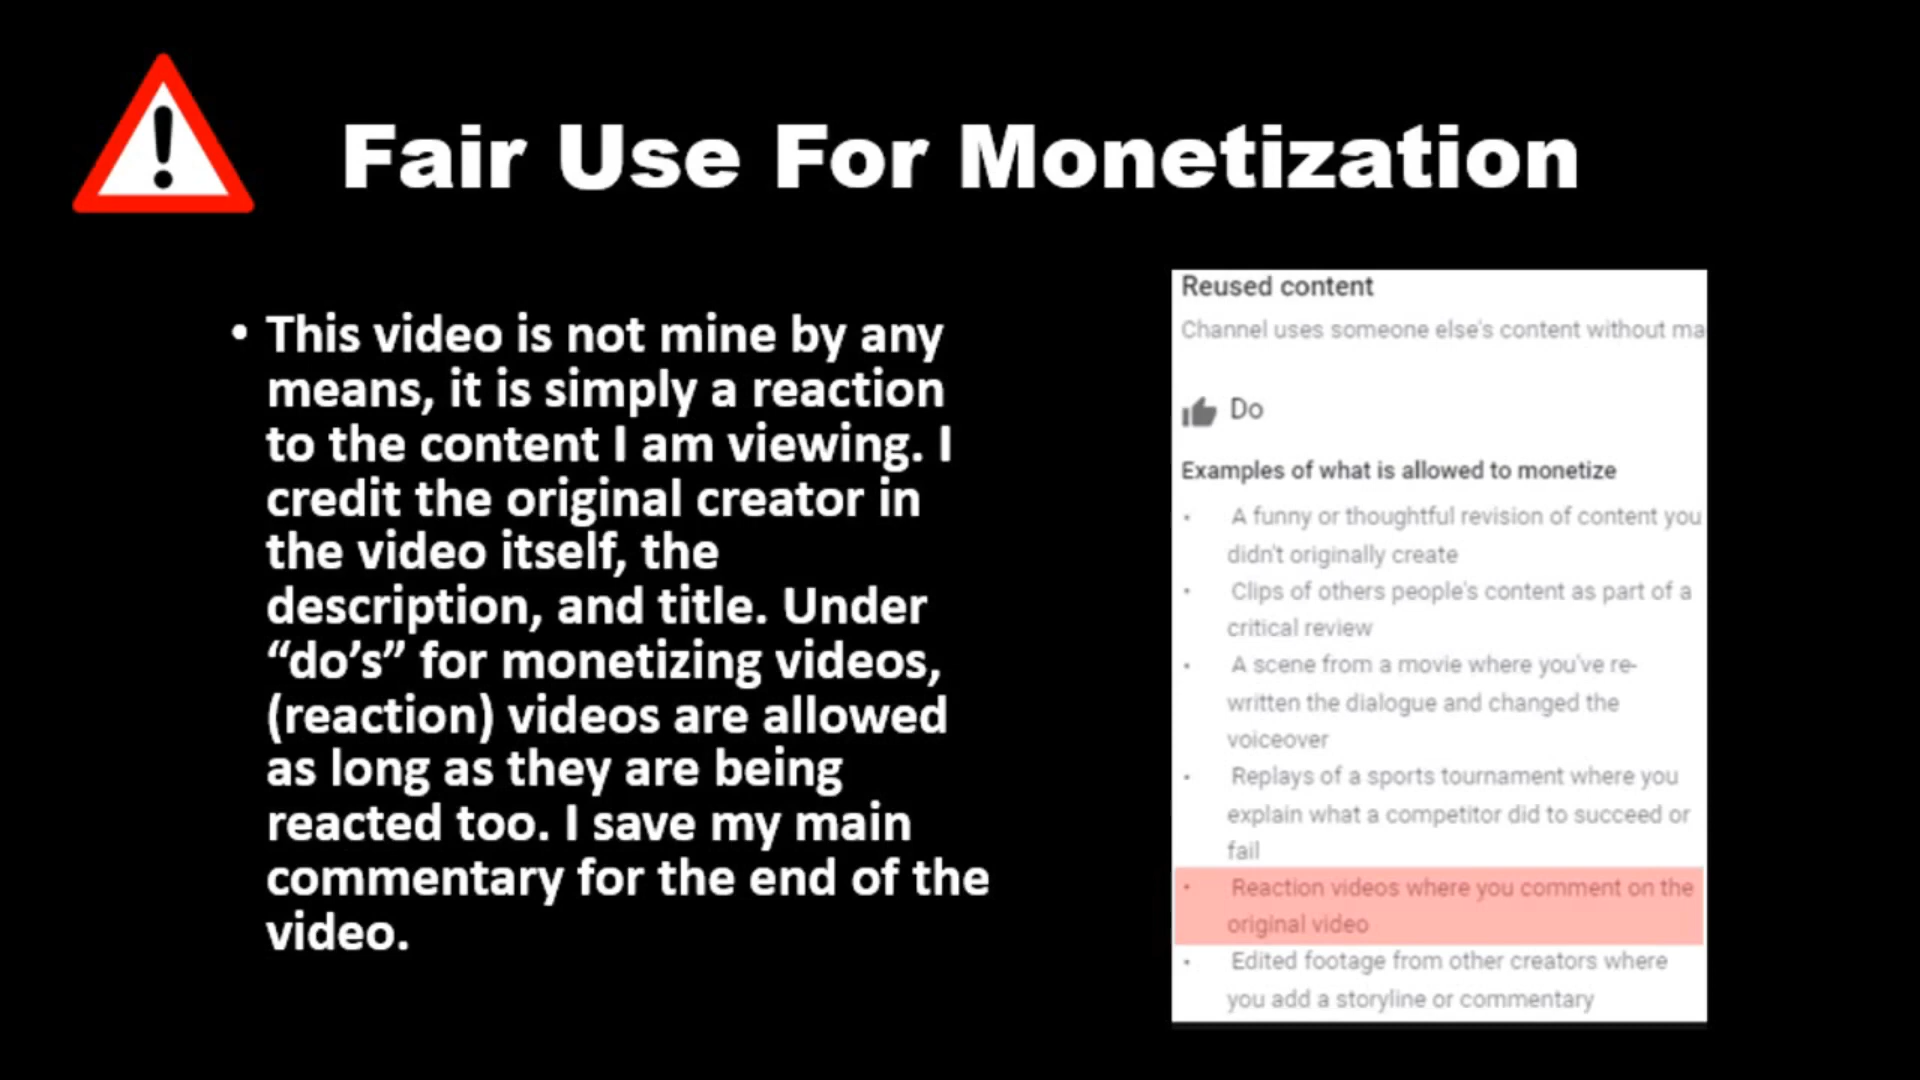 Fair Use For Monetization
• This video is not mine by any
means, it is simply a reaction
to the content I am viewing. I
credit the original creator in
the video itself, the
description, and title. Under
“do’s” for monetizing videos,
(reaction) videos are allowed
as long as they are being
reacted too. I save my main
commentary for the end of the
video.
Reused content
Channel uses someone else's content without ma
Do
Examples of what is allowed to monetize
• A funny or thoughtful revision of content you
didn't originally create
• Clips of others people's content as part of a
critical review
• A scene from a movie where you've re-
written the dialogue and changed the
voiceover
• Replays of a sports tournament where you
explain what a competitor did to succeed or
fail
• Reaction videos where you comment on the
original video
• Edited footage from other creators where
you add a storyline or commentary